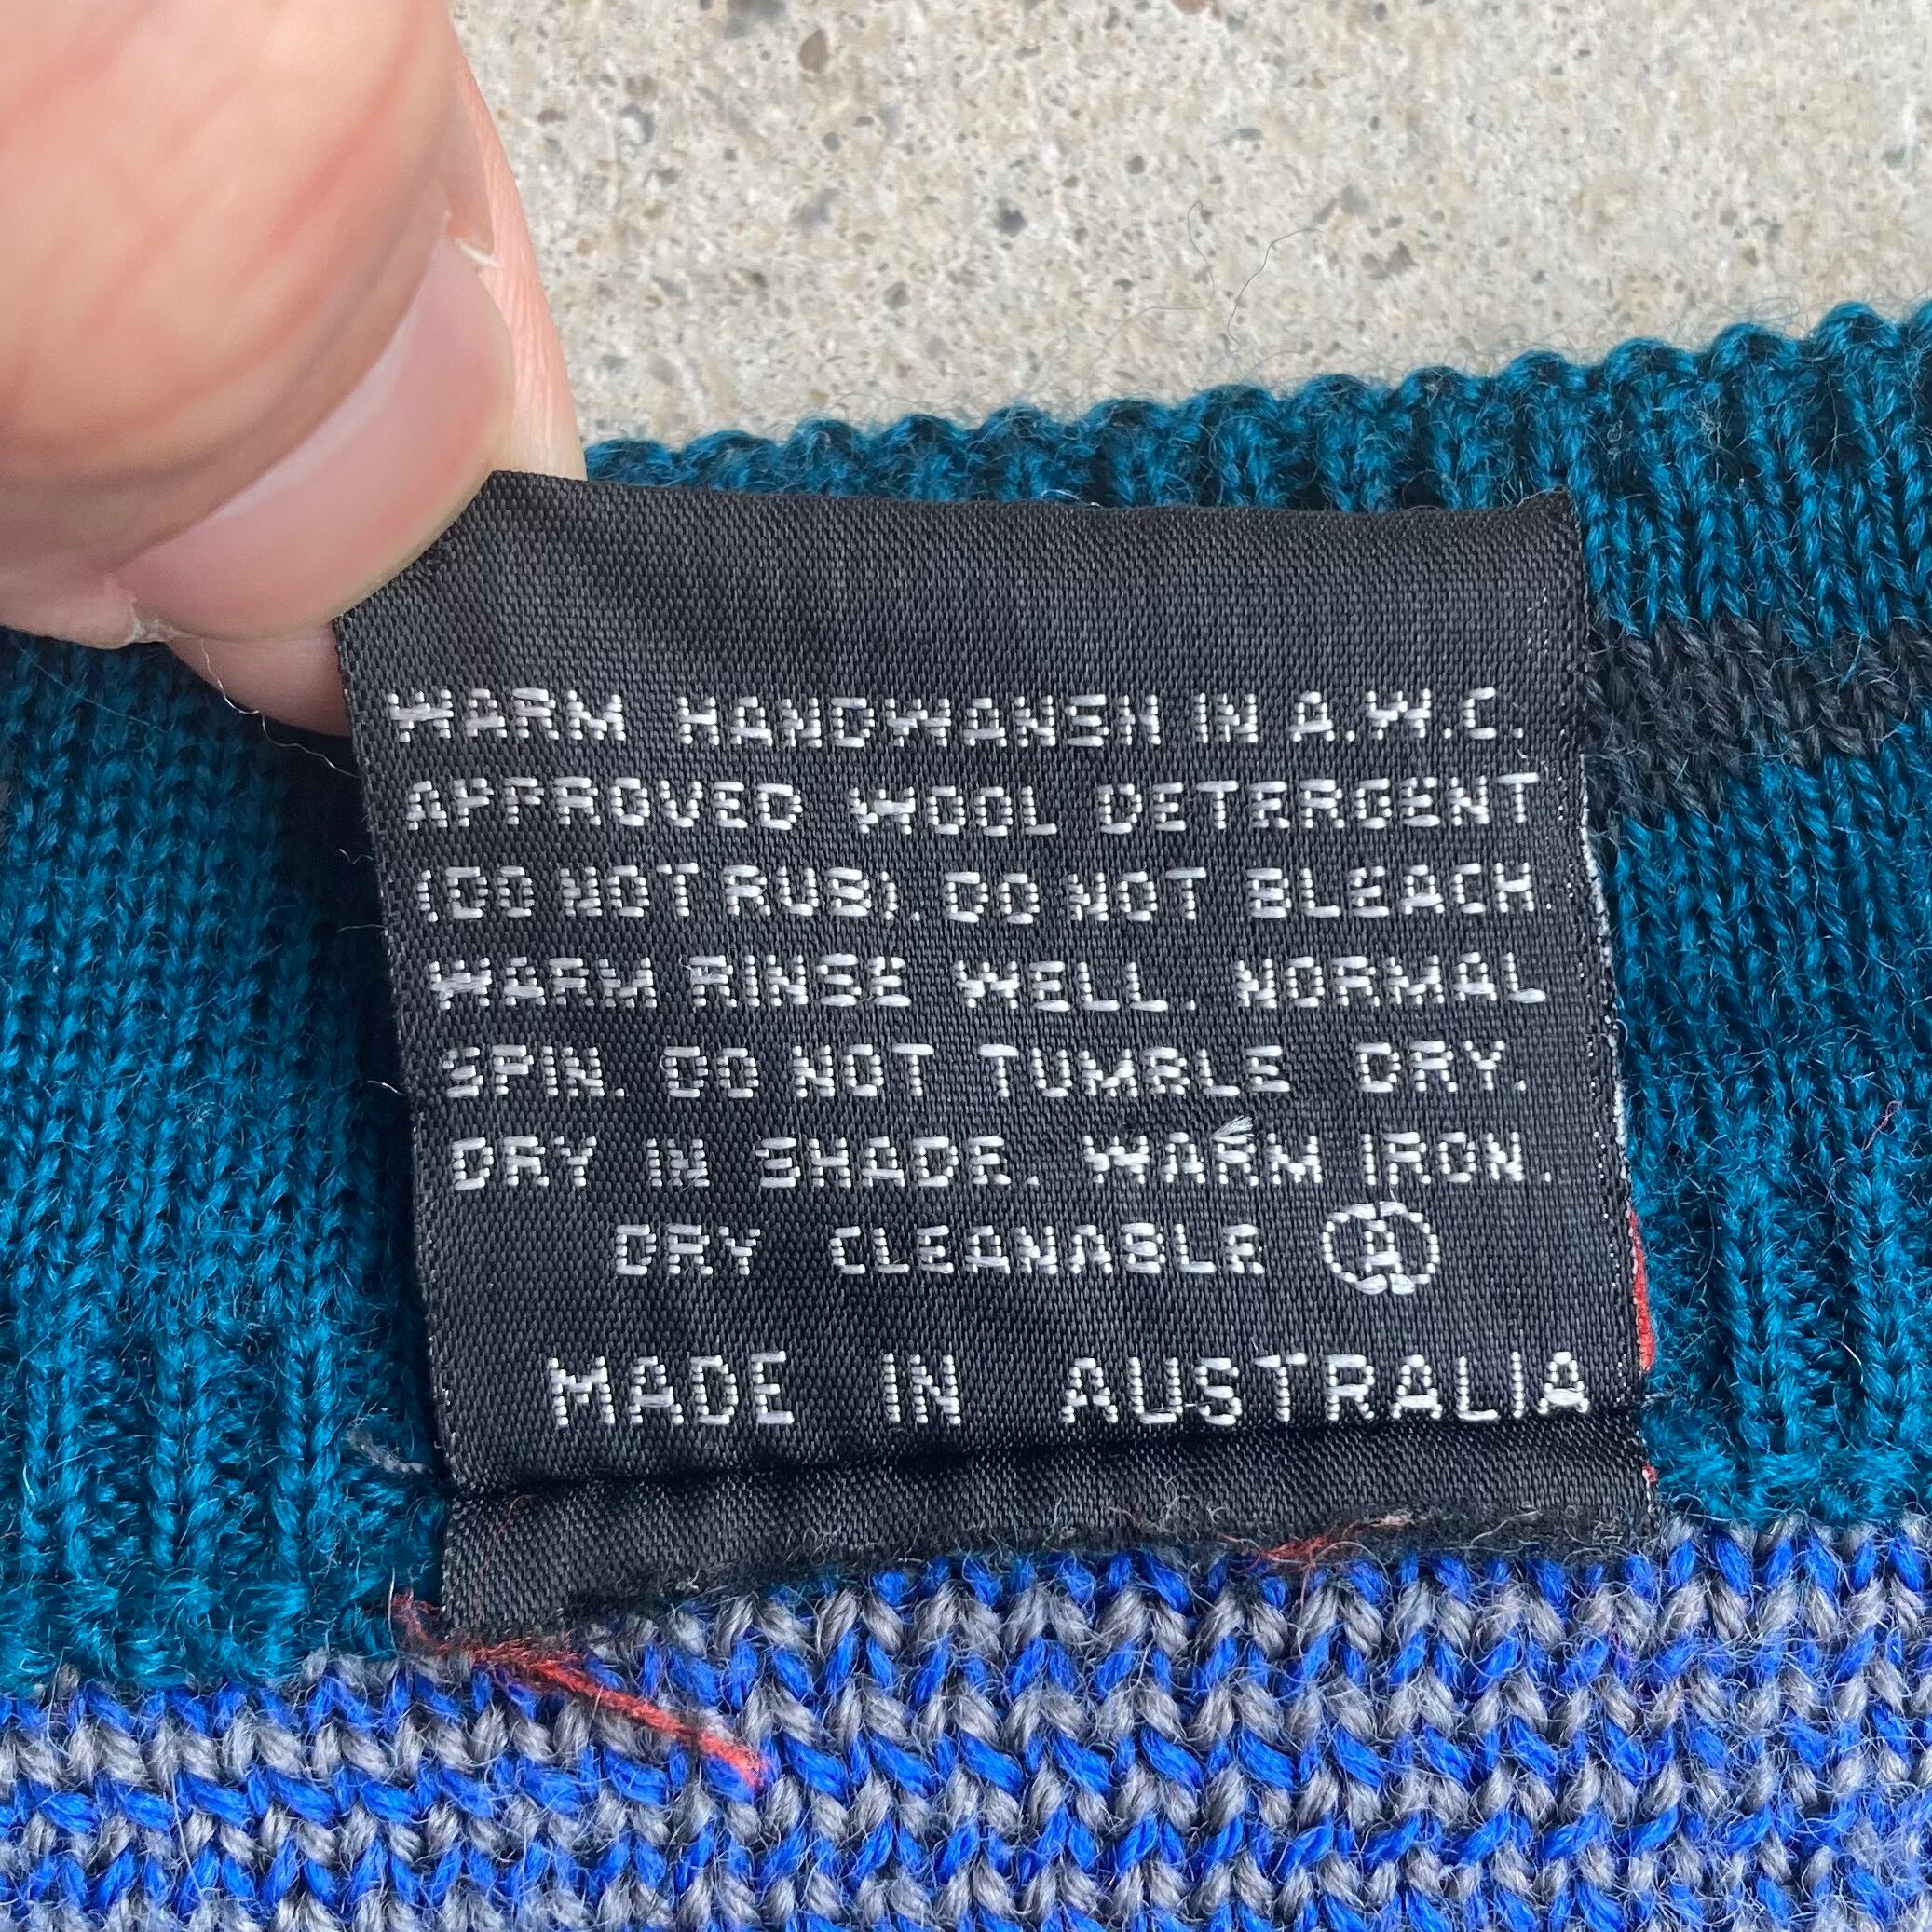 WARM HANDWANSH IN A.W.C.
APPROVED WOOL DETERGENT
(DO NOT RUB). DO NOT BLEACH.
WARM RINSE WELL. NORMAL
SPIN. DO NOT TUMBLE DRY.
DRY IN SHADE. WARM IRON.
DRY CLEANABLE Ⓐ
MADE IN AUSTRALIA